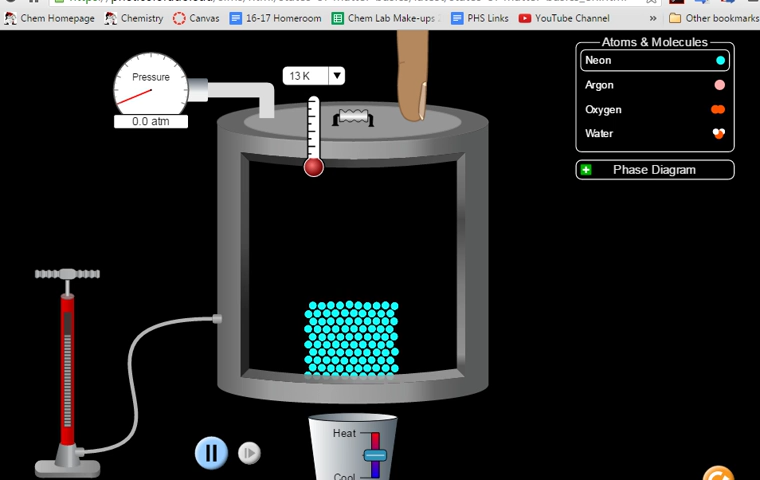 Chem Homepage Chemistry Canvas 16-17 Homeroom Chem Lab Make-ups PHS Links YouTube Channel » Other bookmarks
Atoms & Molecules
Neon
Argon
Oxygen
Water
Phase Diagram
Pressure
0.0 atm
13 K
Heat
Cool